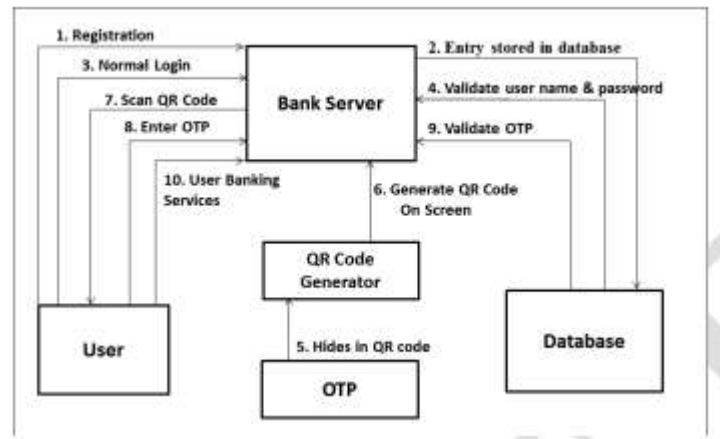 1. Registration
2. Entry stored in database
3. Normal Login
4. Validate user name & password
7. Scan QR Code
Bank Server
8. Enter OTP
9. Validate OTP
10. User Banking
Services
6. Generate QR Code
On Screen
QR Code
Generator
User
5. Hides in QR code
Database
OTP